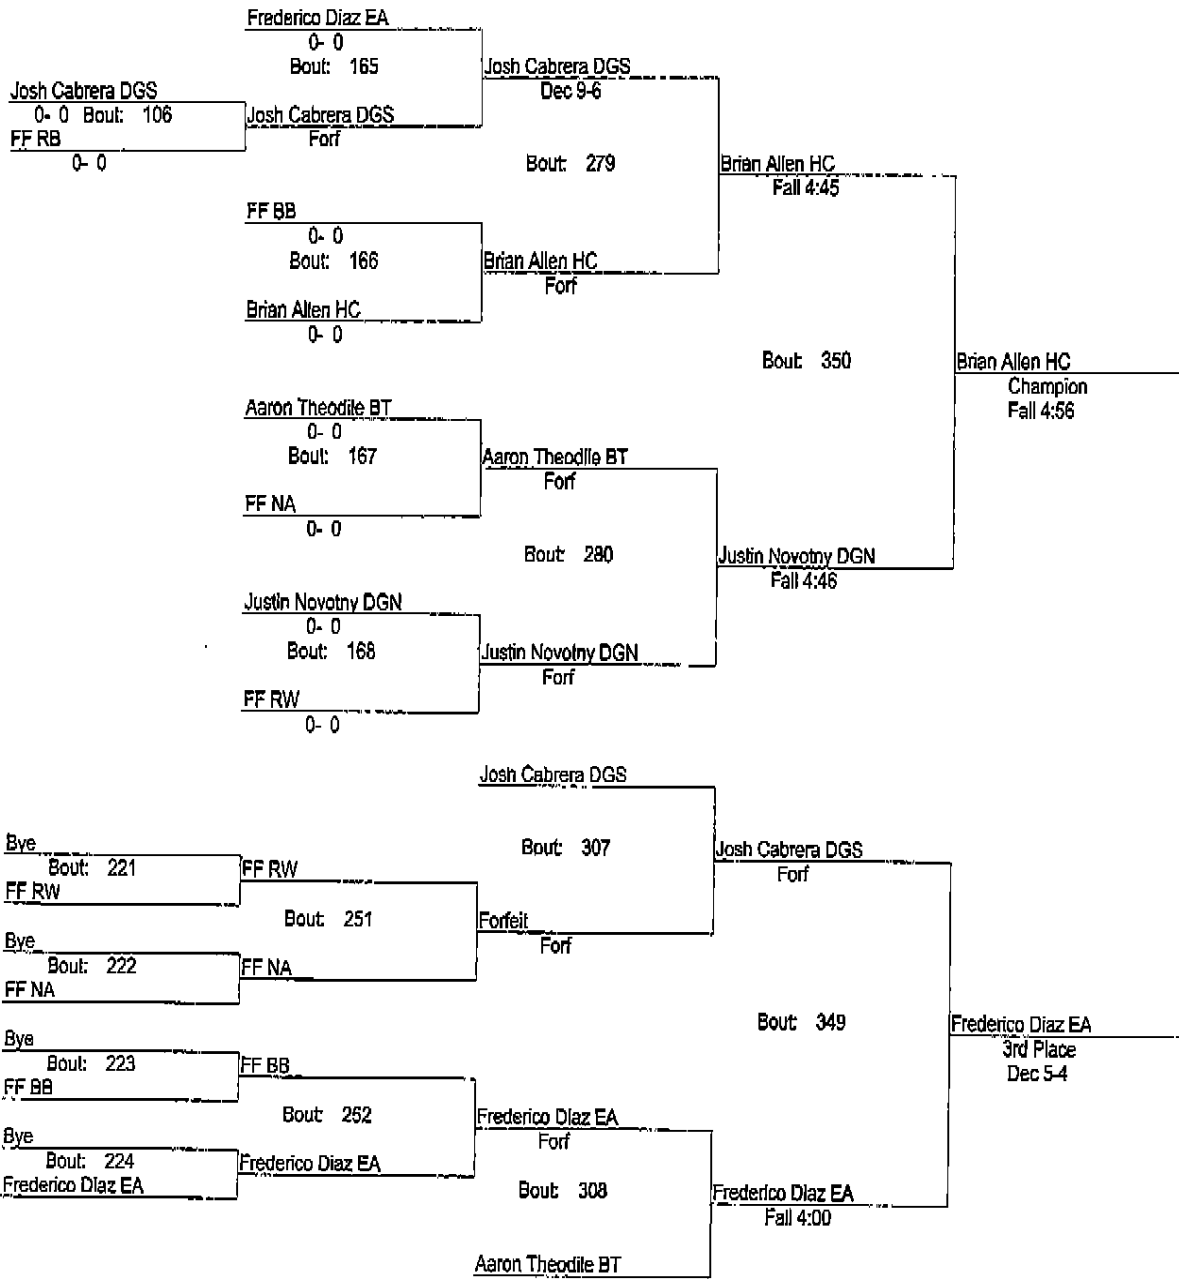 Frederico Diaz EA
0- 0
Bout: 165
Josh Cabrera DGS
Dec 9-6
Josh Cabrera DGS
0- 0 Bout: 106
Josh Cabrera DGS
Forf
FF RB
0- 0
Bout: 279
Brian Allen HC
Fall 4:45
FF BB
0- 0
Bout: 166
Brian Allen HC
Forf
Brian Allen HC
0- 0
Bout: 350
Brian Allen HC
Champion
Fall 4:56
Aaron Theodile BT
0- 0
Bout: 167
Aaron Theodile BT
Forf
FF NA
0- 0
Bout: 280
Justin Novotny DGN
Fall 4:46
Justin Novotny DGN
0- 0
Bout: 168
Justin Novotny DGN
Forf
FF RW
0- 0
Josh Cabrera DGS
Bout: 307
Josh Cabrera DGS
Forf
Bye
Bout: 221
FF RW
FF RW
Bout: 251
Forfeit
Forf
Bye
Bout: 222
FF NA
FF NA
Bout: 349
Frederico Diaz EA
3rd Place
Dec 5-4
Bye
Bout: 223
FF BB
FF BB
Bout: 252
Frederico Diaz EA
Forf
Bye
Bout: 224
Frederico Diaz EA
Frederico Diaz EA
Bout: 308
Frederico Diaz EA
Fall 4:00
Aaron Theodile BT